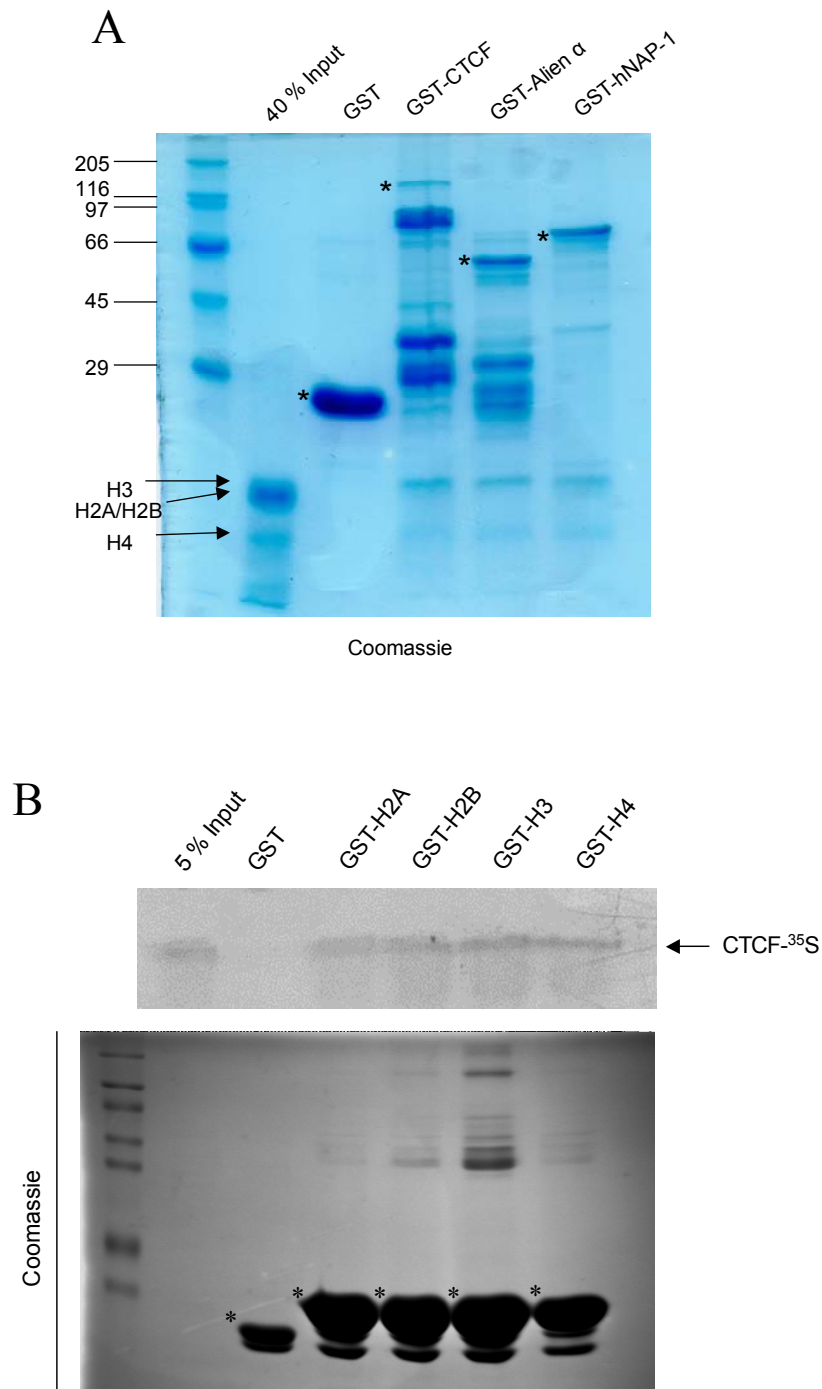 A
40 % Input
GST
GST-CTCF
GST-Alien α
GST-hNAP-1
205
116
97
66
45
29
H3
H2A/H2B
H4
*
*
*
*
Coomassie
B
5 % Input
GST
GST-H2A
GST-H2B
GST-H3
GST-H4
CTCF-³⁵S
Coomassie
*
*
*
*
*